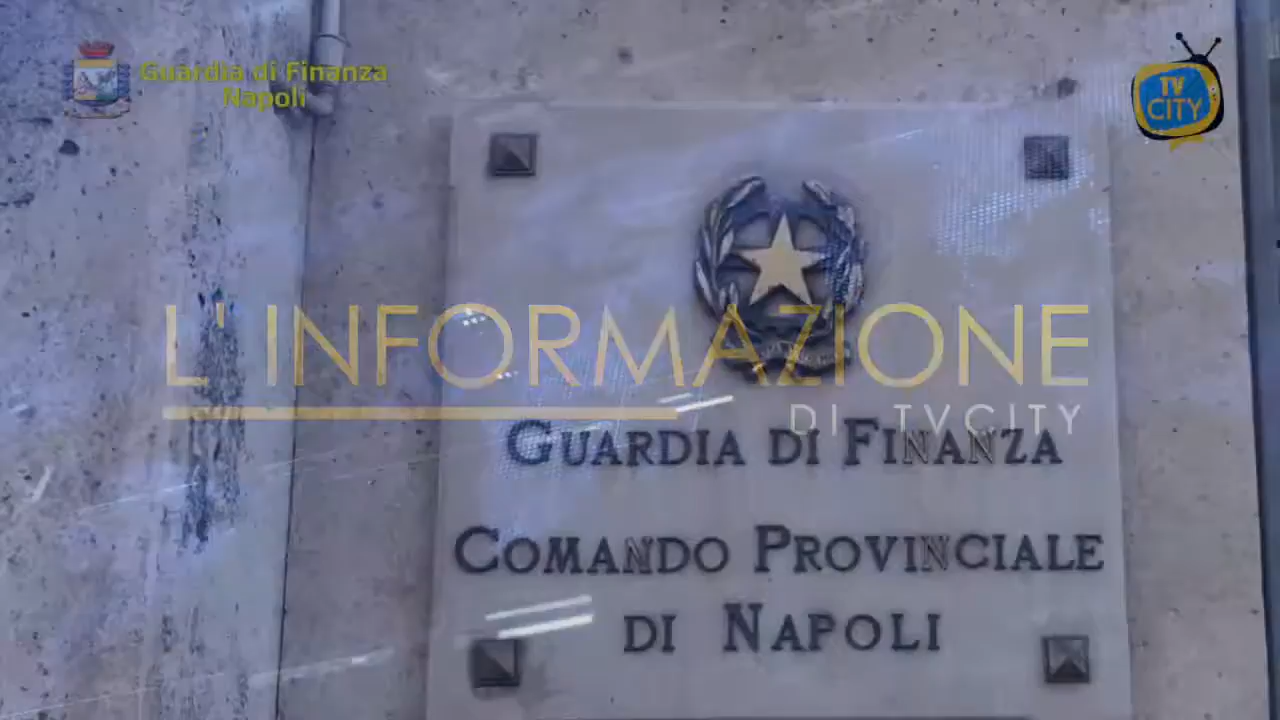 Guardia di Finanza
Napoli
TV
CITY
L'INFORMAZIONE
DI TVCITY
GUARDIA DI FINANZA
COMANDO PROVINCIALE
DI NAPOLI